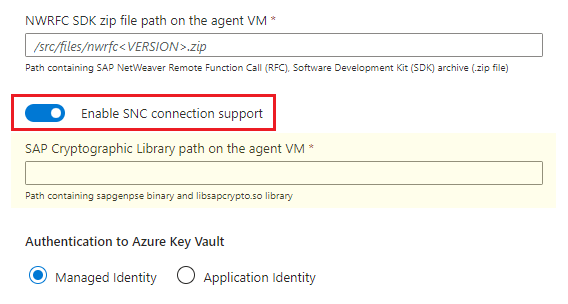 NWRFC SDK zip file path on the agent VM *
/src/files/nwrfc<VERSION>.zip
Path containing SAP NetWeaver Remote Function Call (RFC), Software Development Kit (SDK) archive (.zip file)
Enable SNC connection support
SAP Cryptographic Library path on the agent VM *
Path containing sapgenpse binary and libsapcrypto.so library
Authentication to Azure Key Vault
Managed Identity Application Identity